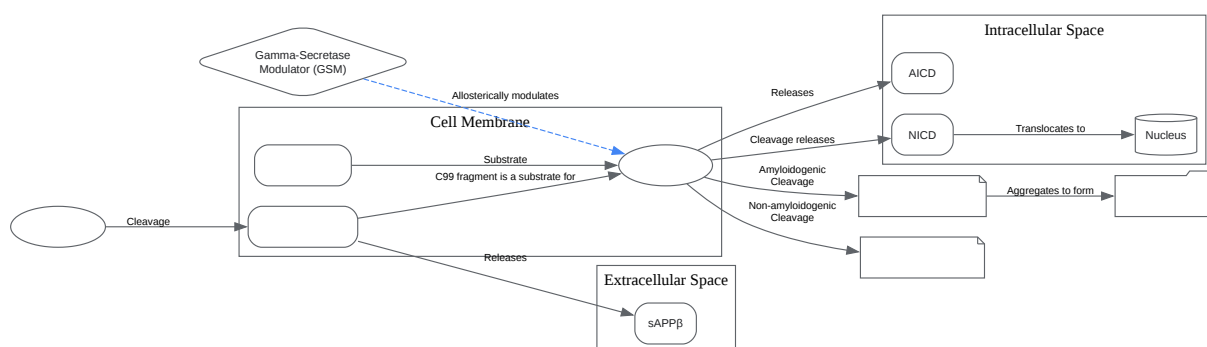 Intracellular Space
Gamma-Secretase
Modulator (GSM)
AICD
Allosterically modulates
Releases
Cell Membrane
NICD
Translocates to
Nucleus
Cleavage releases
Substrate
C99 fragment is a substrate for
Amyloidogenic
Cleavage
Aggregates to form
Non-amyloidogenic
Cleavage
Cleavage
Releases
Extracellular Space
sAPPβ